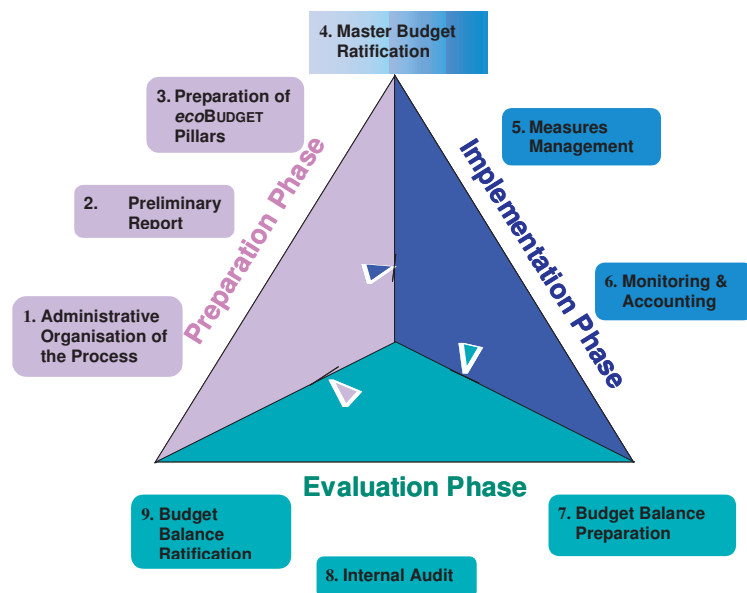 4. Master Budget
Ratification
3. Preparation of
ecoBUDGET
Pillars
5. Measures
Management
2. Preliminary
Report
Preparation Phase
Implementation Phase
6. Monitoring &
Accounting
1. Administrative
Organisation of
the Process
Evaluation Phase
9. Budget
Balance
Ratification
7. Budget Balance
Preparation
8. Internal Audit